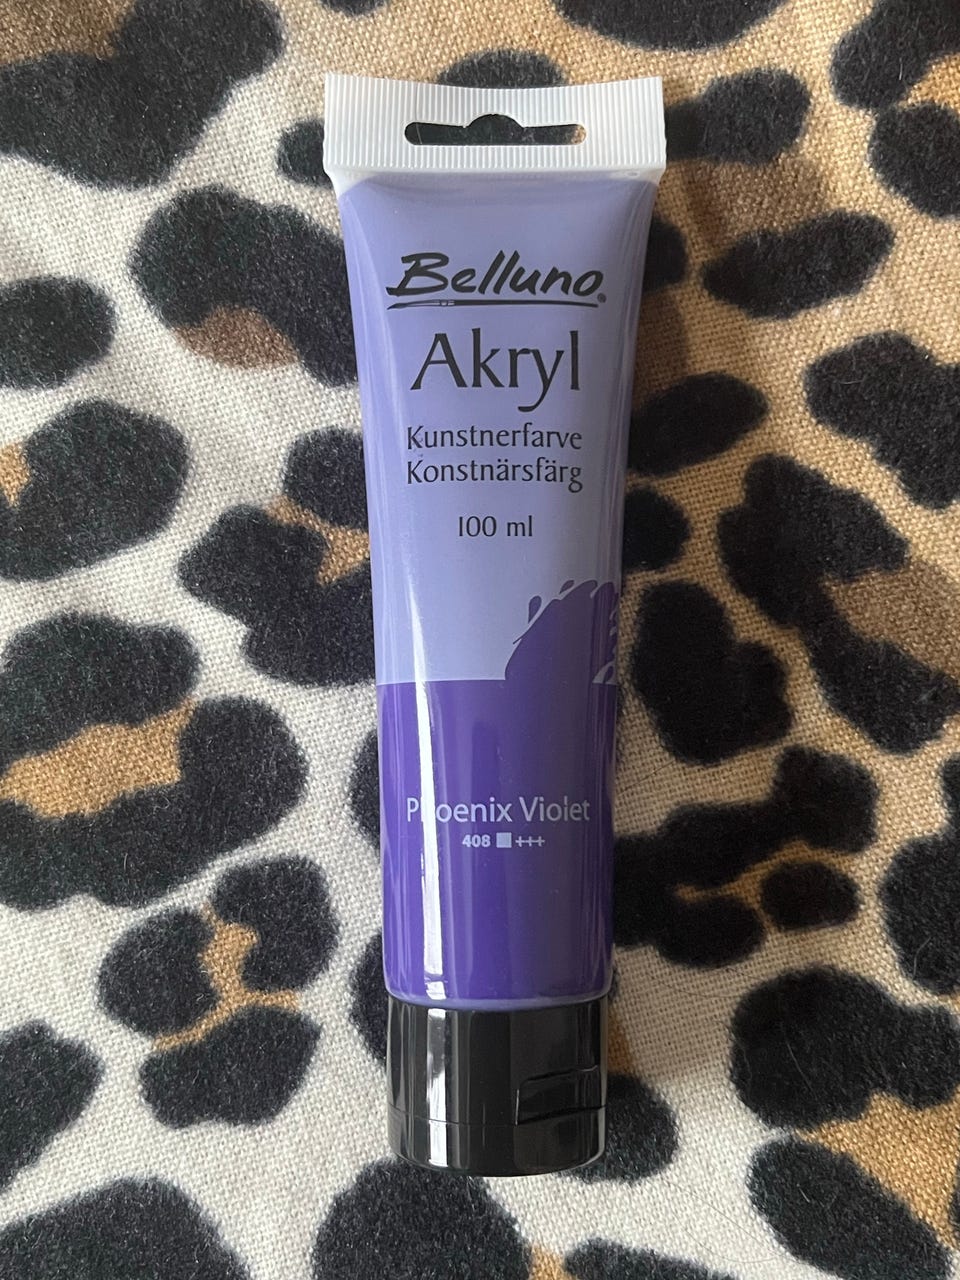 Belluno®
Akryl
Kunstnerfarve
Konstnärsfärg
100 ml
Phoenix Violet
408 ■ +++